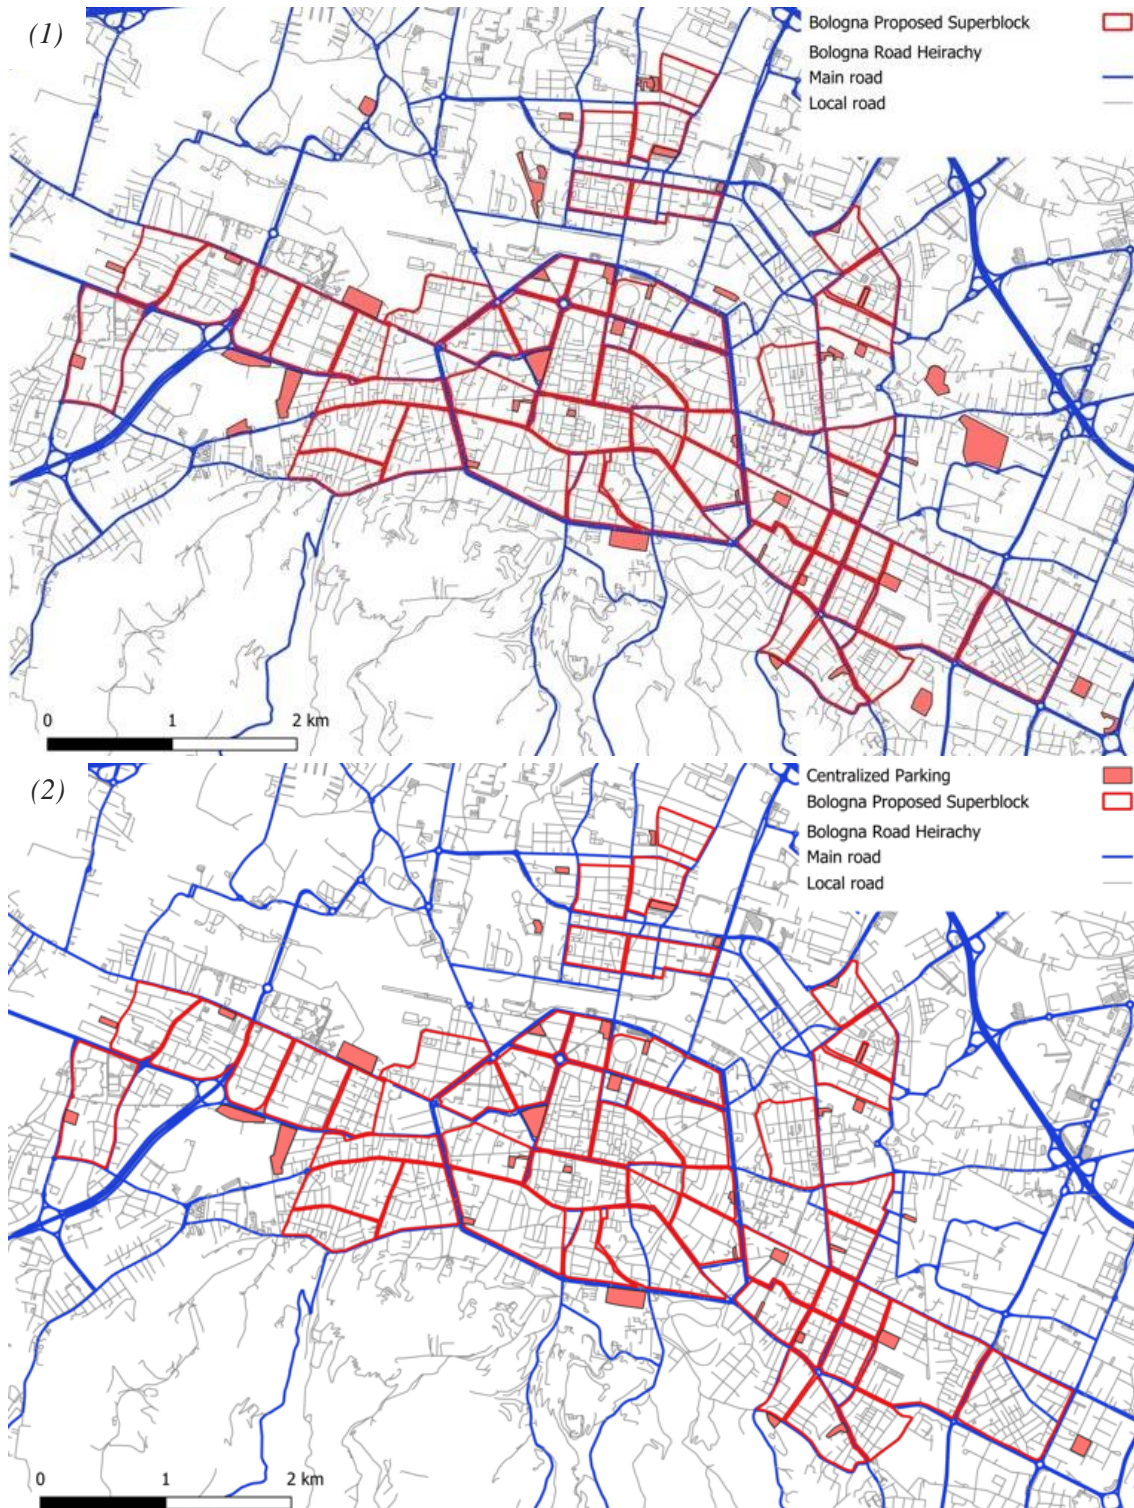 (1)
Bologna Proposed Superblock
Bologna Road Heirachy
Main road
Local road
0 1 2 km
(2)
Centralized Parking
Bologna Proposed Superblock
Bologna Road Heirachy
Main road
Local road
0 1 2 km